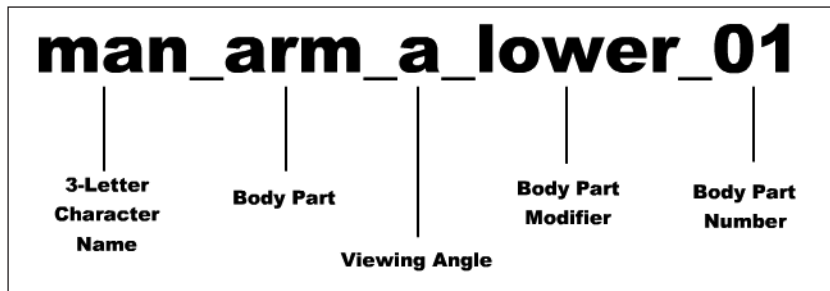 man_arm_a_lower_01
3-Letter
Character
Name
Body Part
Viewing Angle
Body Part
Modifier
Body Part
Number